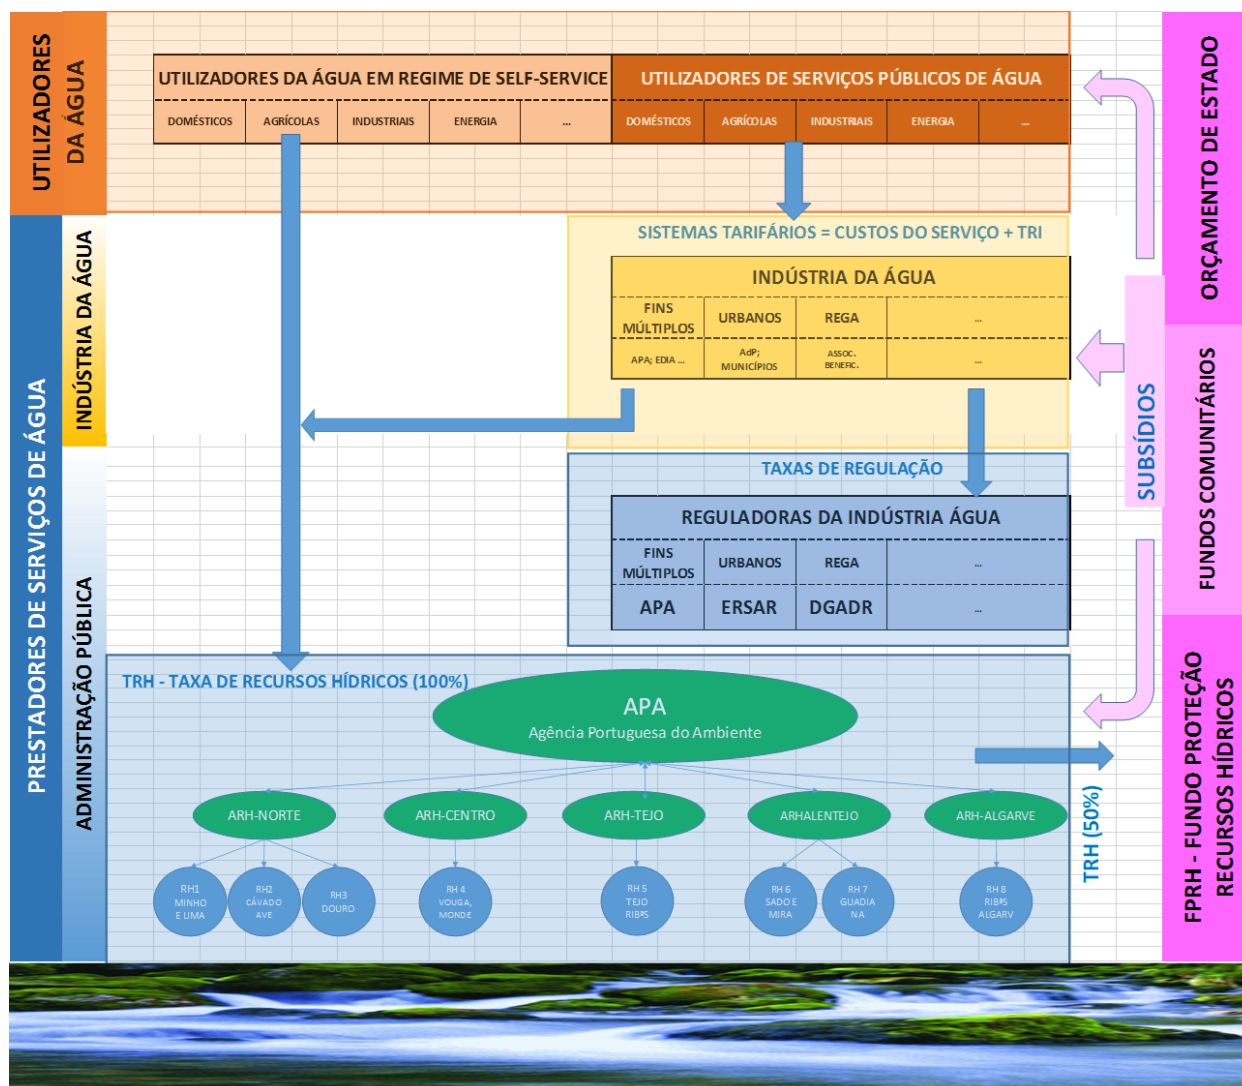 UTILIZADORES
DA ÁGUA
UTILIZADORES DA ÁGUA EM REGIME DE SELF-SERVICE
UTILIZADORES DE SERVIÇOS PÚBLICOS DE ÁGUA
DOMÉSTICOS AGRÍCOLAS INDUSTRIAIS ENERGIA ...
DOMÉSTICOS AGRÍCOLAS INDUSTRIAIS ENERGIA ...
PRESTADORES DE SERVIÇOS DE ÁGUA
INDÚSTRIA DA ÁGUA
SISTEMAS TARIFÁRIOS = CUSTOS DO SERVIÇO + TRI
INDÚSTRIA DA ÁGUA
FINS
MÚLTIPLOS
URBANOS
REGA
...
APA; EDIA ...
AdP;
MUNICÍPIOS
ASSOC.
BENEFIC.
...
ADMINISTRAÇÃO PÚBLICA
TAXAS DE REGULAÇÃO
REGULADORAS DA INDÚSTRIA ÁGUA
FINS
MÚLTIPLOS
URBANOS
REGA
...
APA
ERSAR
DGADR
...
TRH - TAXA DE RECURSOS HÍDRICOS (100%)
APA
Agência Portuguesa do Ambiente
ARH-NORTE
ARH-CENTRO
ARH-TEJO
ARHALENTEJO
ARH-ALGARVE
RH1
MINHO
E LIMA
RH2
CÁVADO
AVE
RH3
DOURO
RH 4
VOUGA,
MONDE
RH 5
TEJO
RIBªS
RH 6
SADO E
MIRA
RH 7
GUADIA
NA
RH 8
RIBªS
ALGARV
TRH (50%)
SUBSÍDIOS
ORÇAMENTO DE ESTADO
FUNDOS COMUNITÁRIOS
FPRH - FUNDO PROTEÇÃO
RECURSOS HÍDRICOS